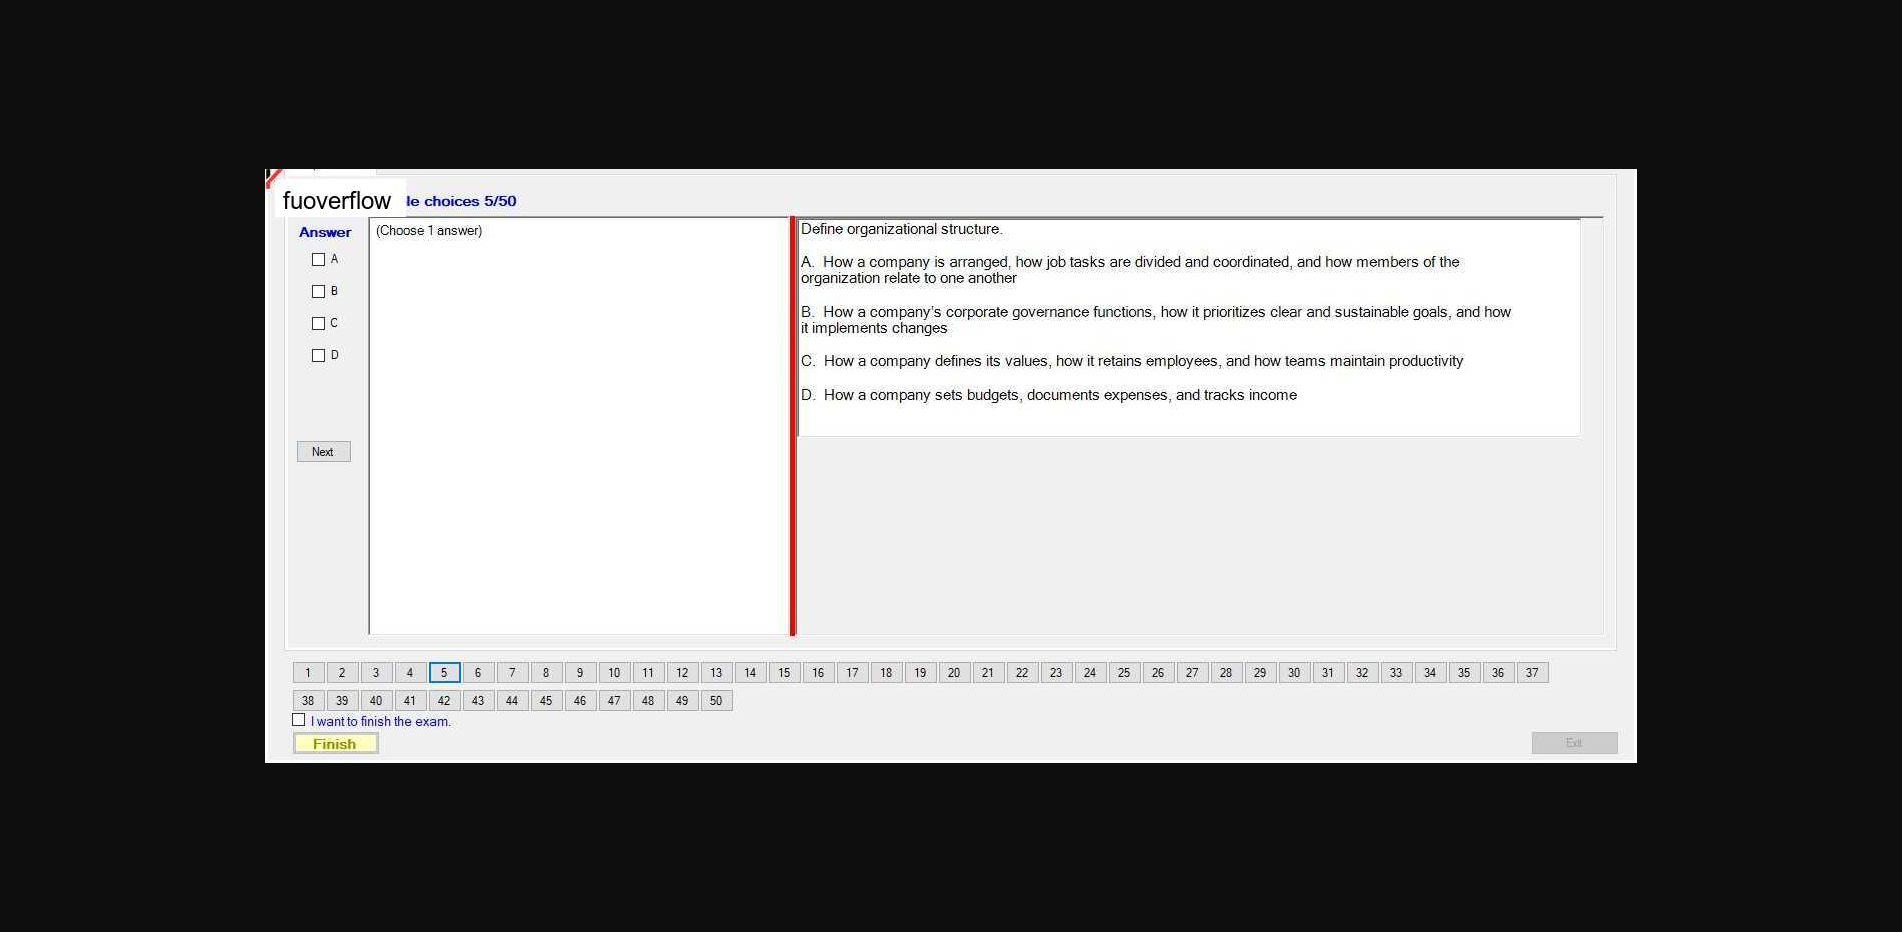 fuoverflow
le choices 5/50
Answer
(Choose 1 answer)
A
B
C
D
Next
Define organizational structure.
A. How a company is arranged, how job tasks are divided and coordinated, and how members of the
organization relate to one another
B. How a company's corporate governance functions, how it prioritizes clear and sustainable goals, and how
it implements changes
C. How a company defines its values, how it retains employees, and how teams maintain productivity
D. How a company sets budgets, documents expenses, and tracks income
1 2 3 4 5 6 7 8 9 10 11 12 13 14 15 16 17 18 19 20 21 22 23 24 25 26 27 28 29 30 31 32 33 34 35 36 37
38 39 40 41 42 43 44 45 46 47 48 49 50
I want to finish the exam.
Finish
Exit